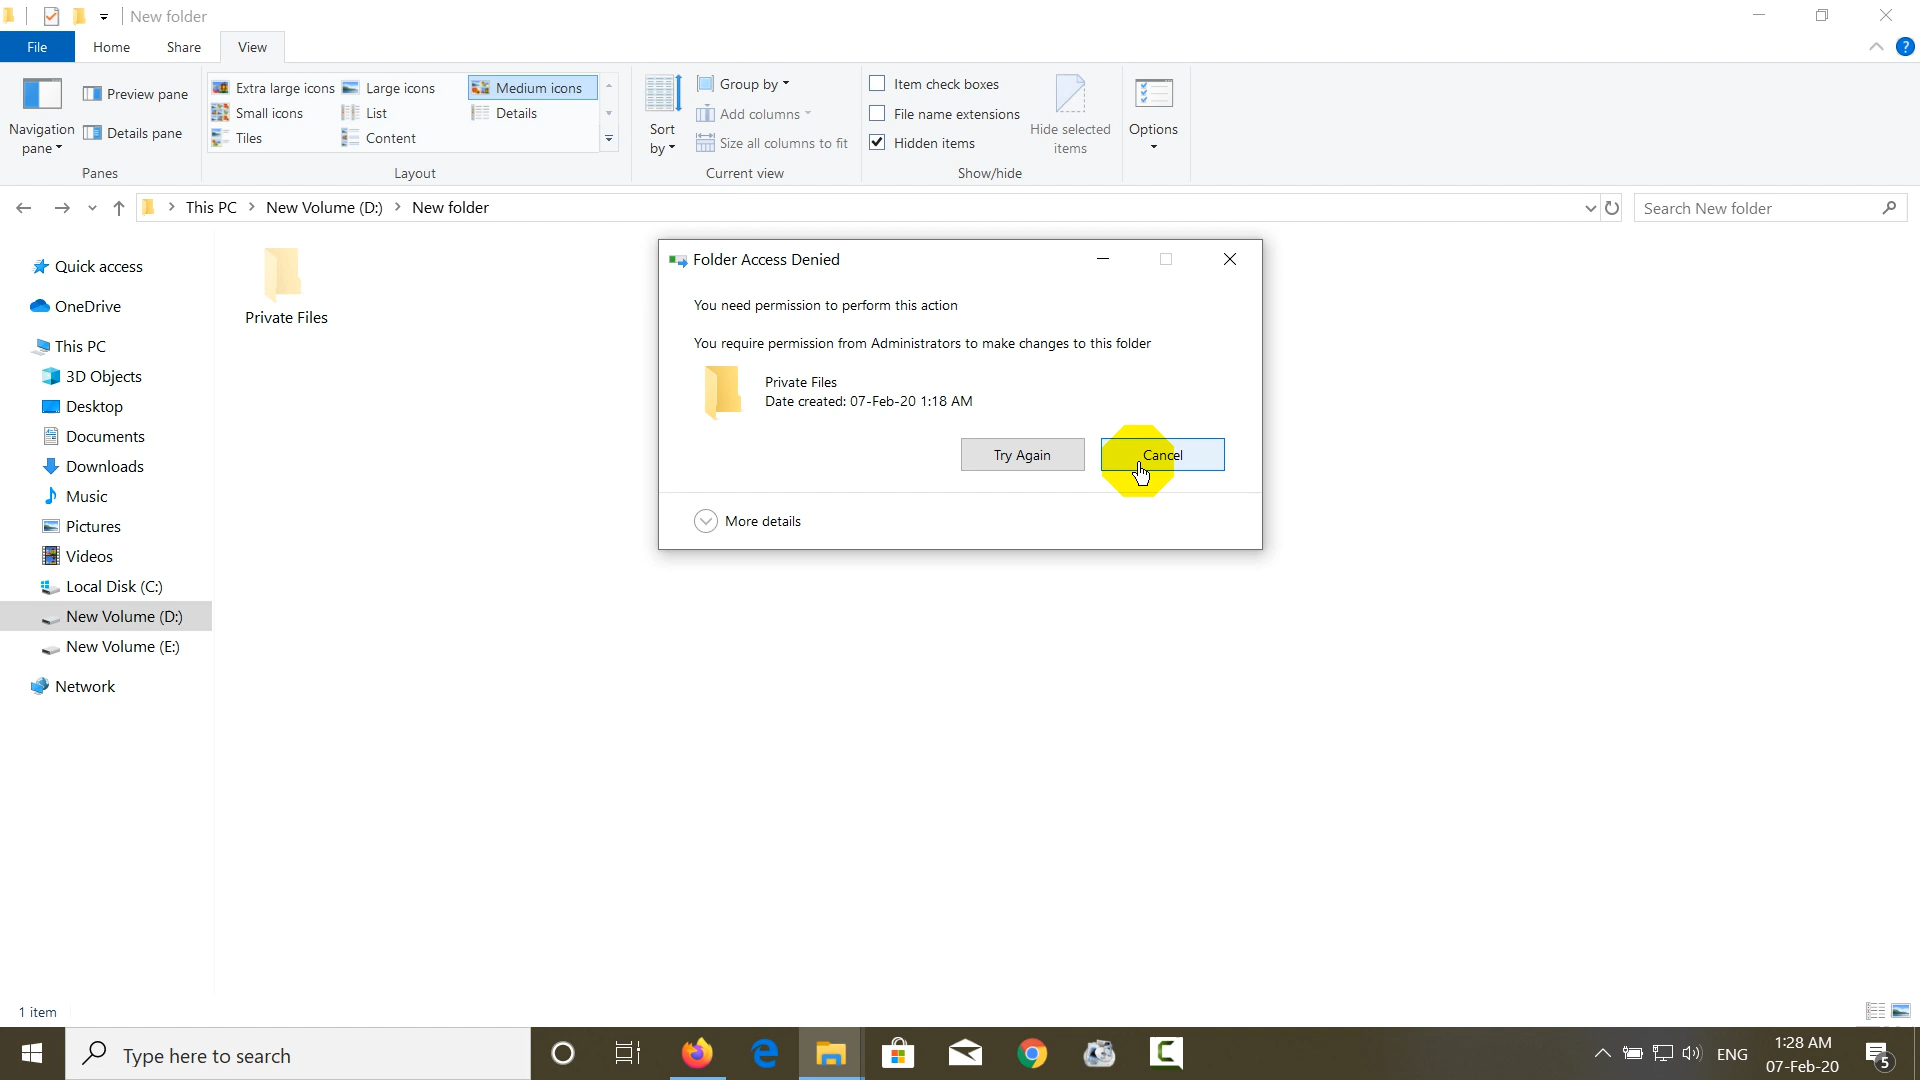 New folder
File Home Share View
?
Navigation pane
Preview pane
Details pane
Panes
Extra large icons Large icons Medium icons
Small icons List Details
Tiles Content
Layout
Sort by
Group by
Add columns
Size all columns to fit
Current view
Item check boxes
File name extensions
Hidden items
Hide selected items
Show/hide
Options
This PC > New Volume (D:) > New folder
Search New folder
Quick access
OneDrive
This PC
3D Objects
Desktop
Documents
Downloads
Music
Pictures
Videos
Local Disk (C:)
New Volume (D:)
New Volume (E:)
Network
Private Files
Folder Access Denied
You need permission to perform this action
You require permission from Administrators to make changes to this folder
Private Files
Date created: 07-Feb-20 1:18 AM
Try Again Cancel
More details
1 item
Type here to search
ENG
1:28 AM
07-Feb-20
5